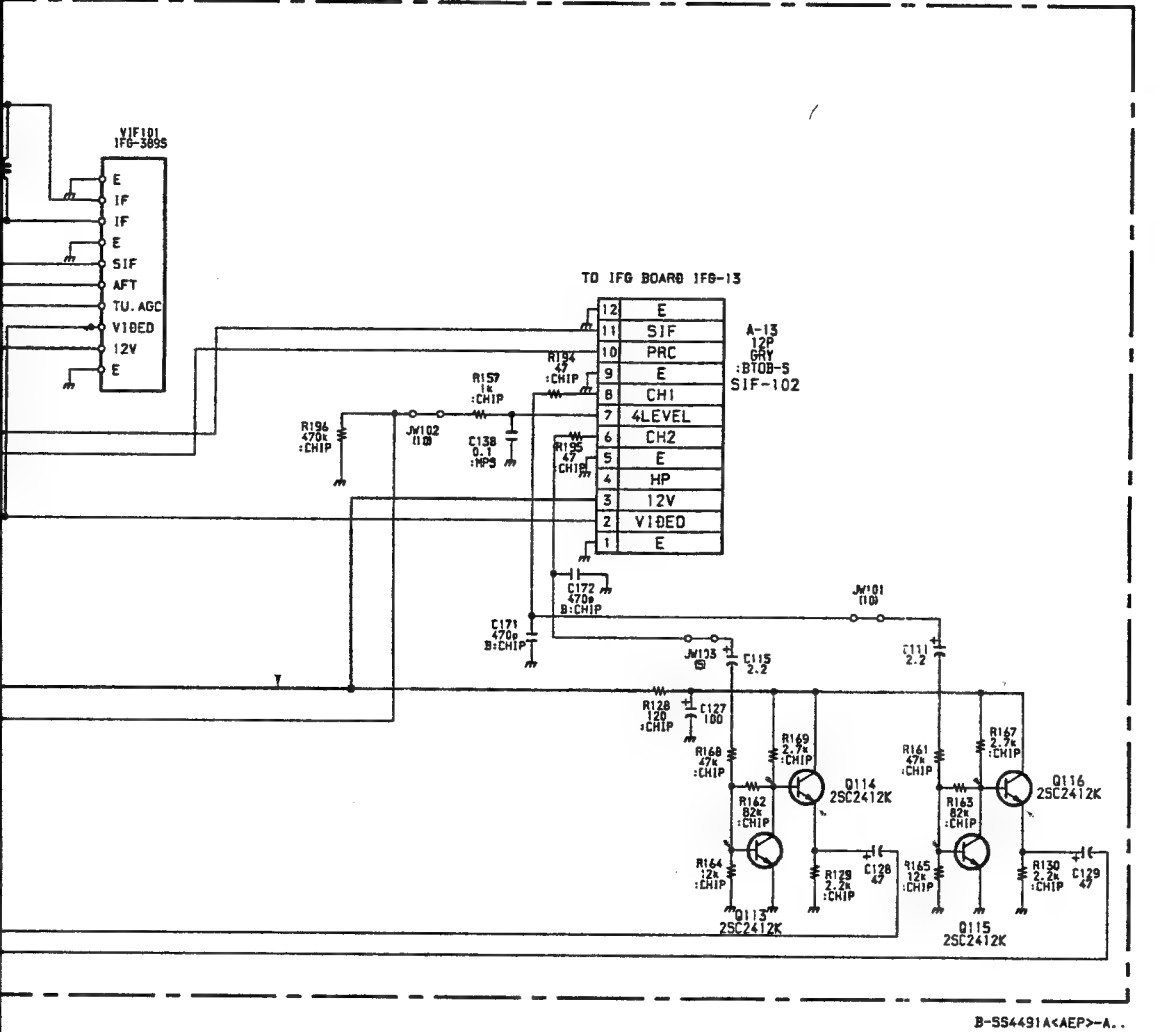 VIF101
IFG-389S
E
IF
IF
E
SIF
AFT
TU.AGC
VIDEO
12V
E
TO IFG BOARD IFG-13
12 E
11 SIF
10 PRC
9 E
8 CH1
7 4LEVEL
6 CH2
5 E
4 HP
3 12V
2 VIDEO
1 E
A-13
12P
GRY
:BTOB-S
SIF-102
R194
47
:CHIP
R157
1k
:CHIP
R196
470k
:CHIP
JW102
(10)
C138
0.1
:MPS
R195
47
CHIP
C172
470p
B:CHIP
C171
470p
B:CHIP
JW101
(10)
JW103
(5)
C115
2.2
C111
2.2
R128
120
:CHIP
C127
100
R168
47k
:CHIP
R169
2.7k
:CHIP
R161
47k
:CHIP
R167
2.7k
:CHIP
Q114
2SC2412K
Q116
2SC2412K
R162
82k
:CHIP
R163
82k
:CHIP
R164
12k
:CHIP
R129
2.2k
:CHIP
C128
47
R165
12k
:CHIP
R130
2.2k
:CHIP
C129
47
Q113
2SC2412K
Q115
2SC2412K
B-SS4491A<AEP>-A..